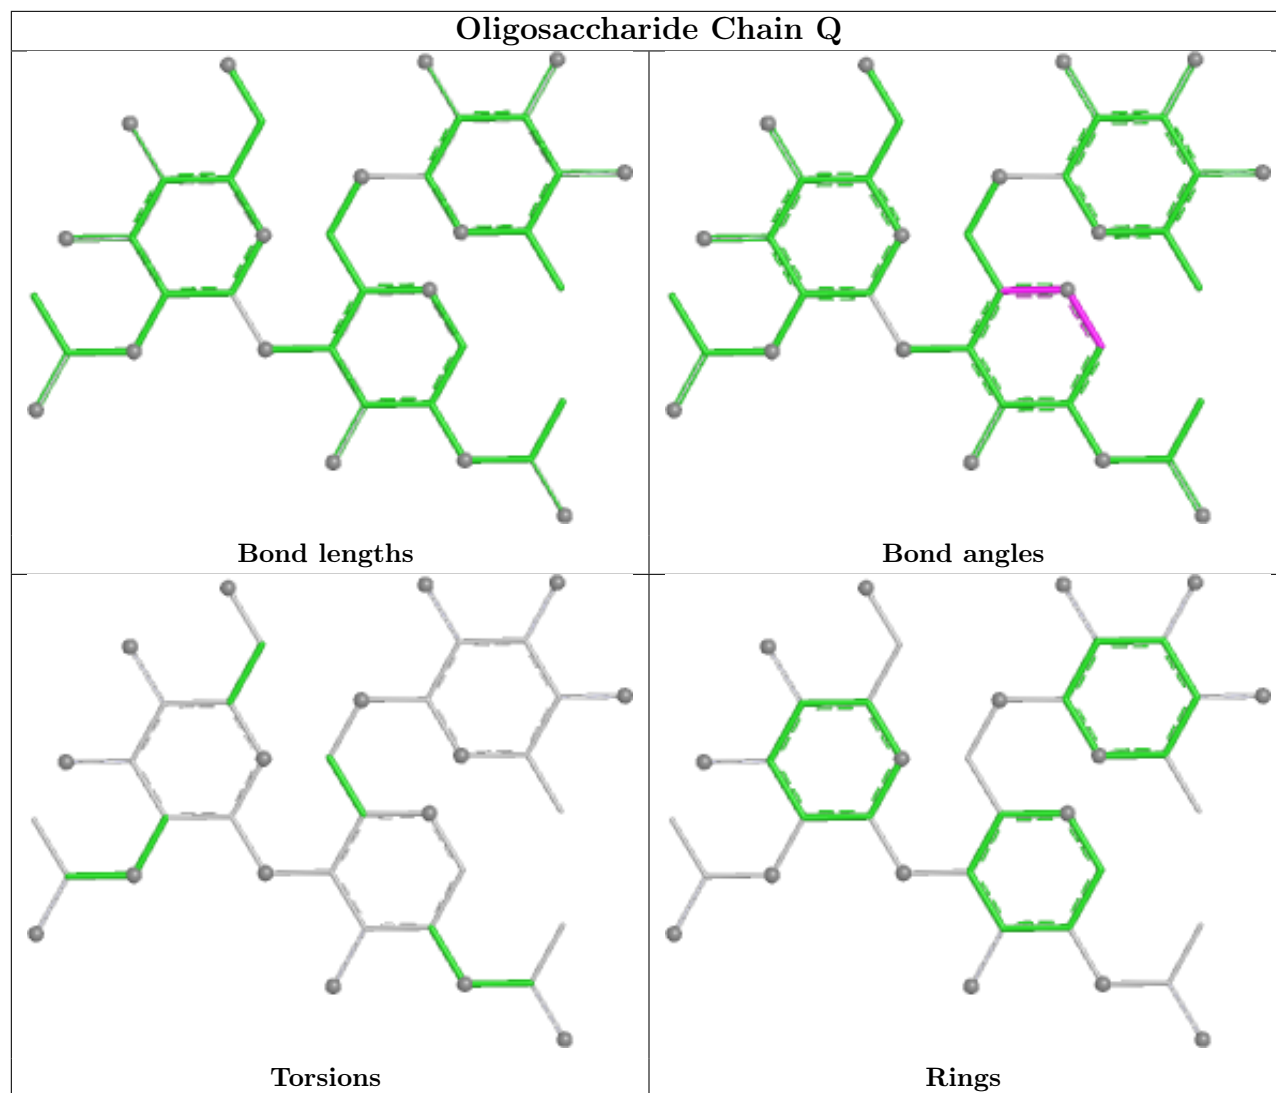 Oligosaccharide Chain Q
Bond lengths
Bond angles
Torsions
Rings